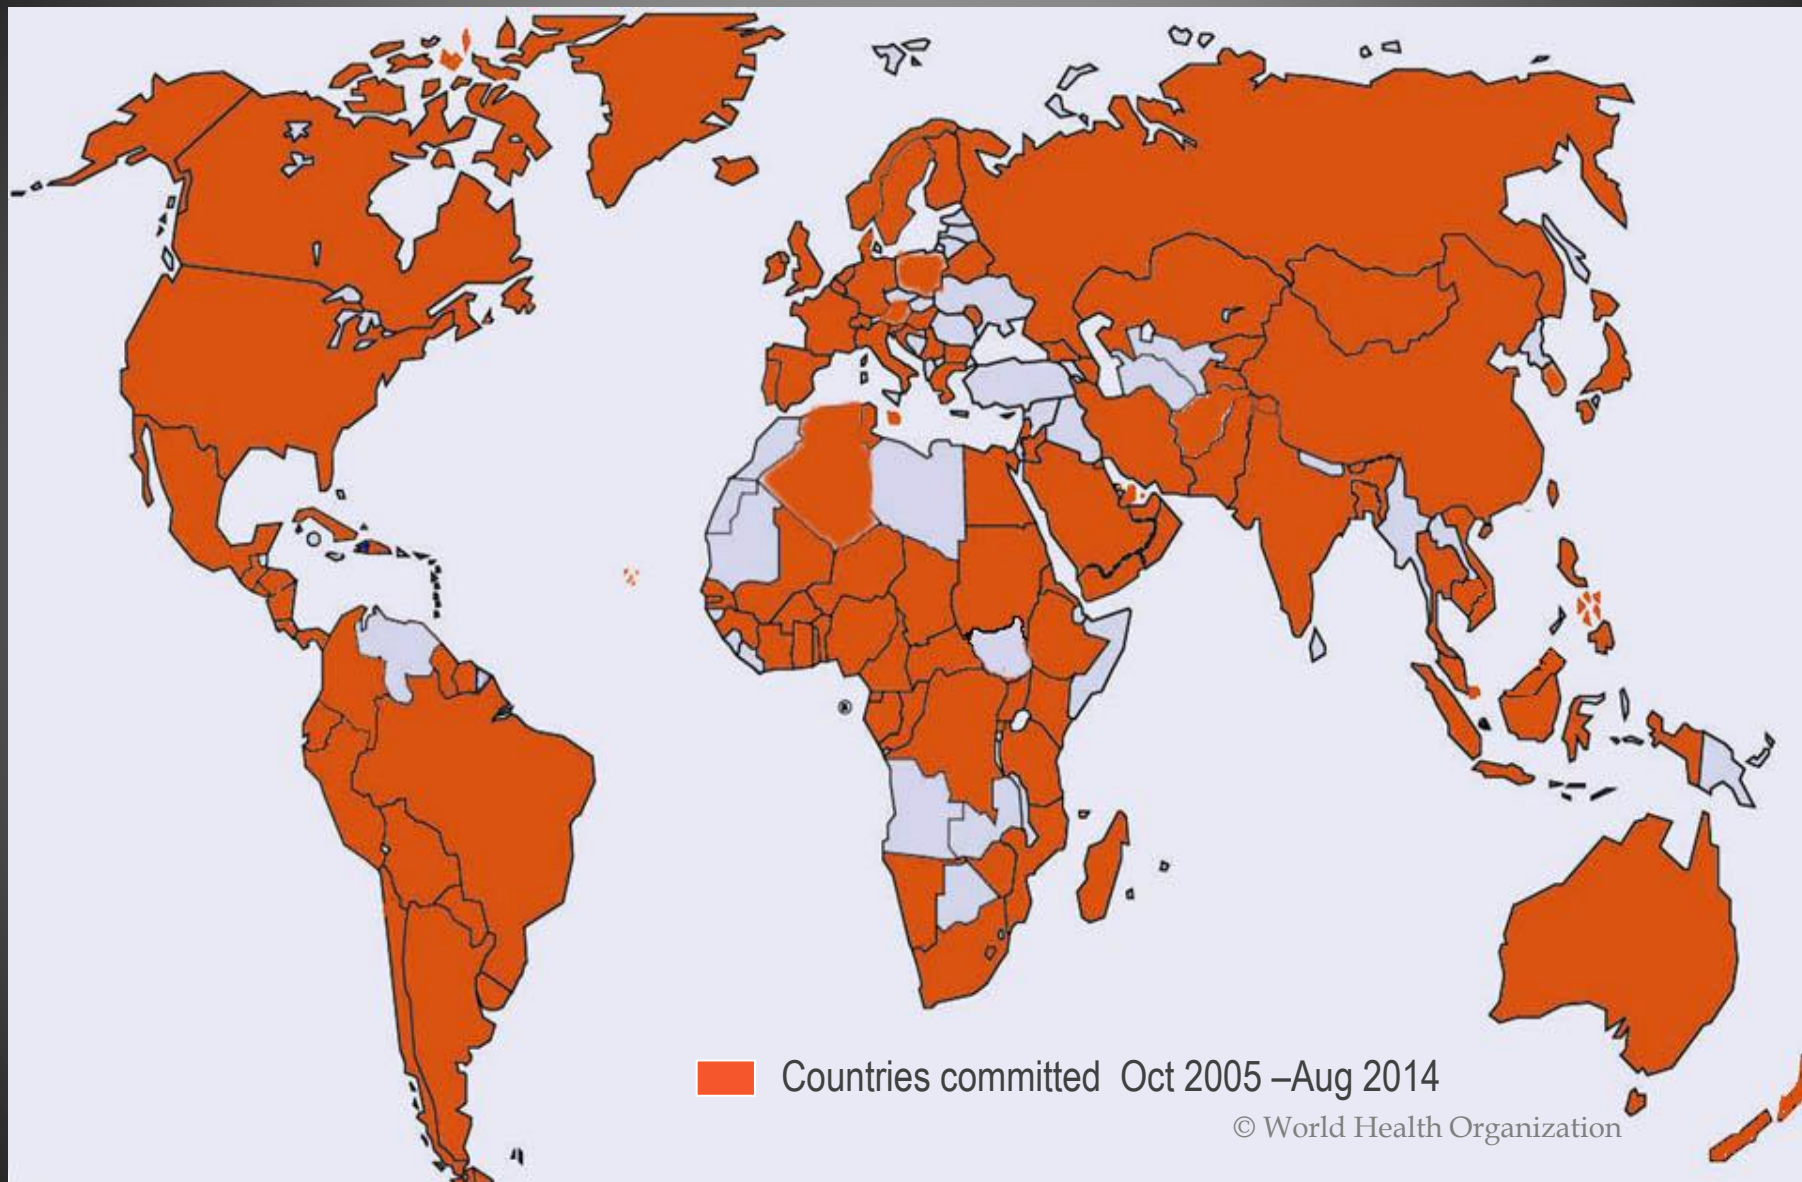 Countries committed Oct 2005 –Aug 2014
© World Health Organization